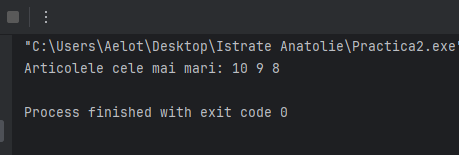 "C:\Users\Aelot\Desktop\Istrate Anatolie\Practica2.exe"
Articolele cele mai mari: 10 9 8
Process finished with exit code 0